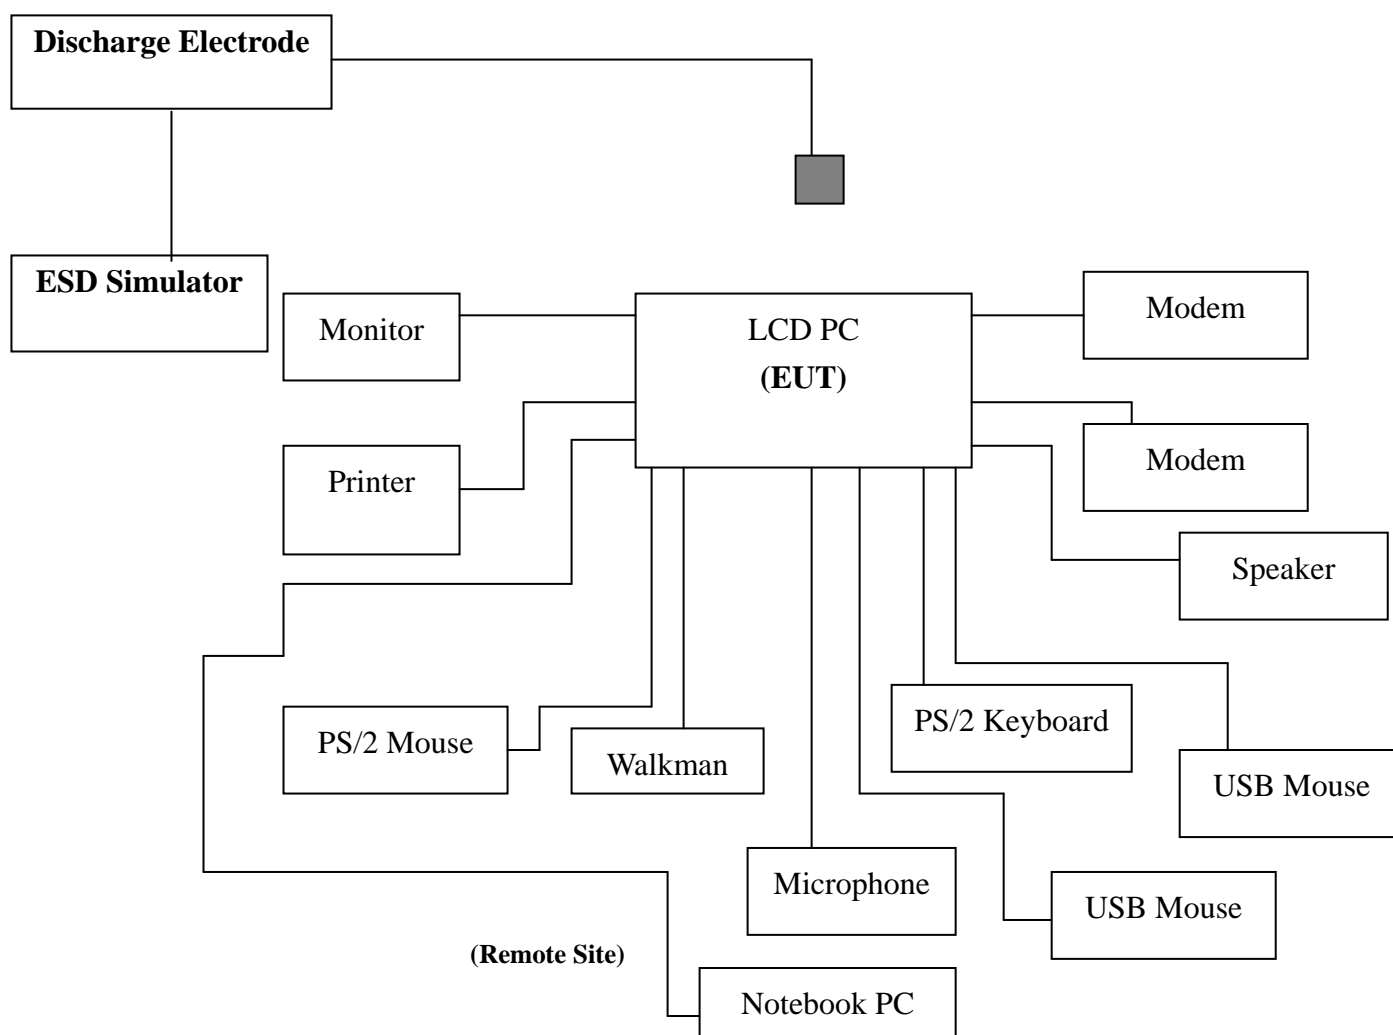 Discharge Electrode
ESD Simulator
Monitor
LCD PC
(EUT)
Modem
Printer
Modem
Speaker
PS/2 Mouse
Walkman
PS/2 Keyboard
USB Mouse
Microphone
USB Mouse
(Remote Site)
Notebook PC